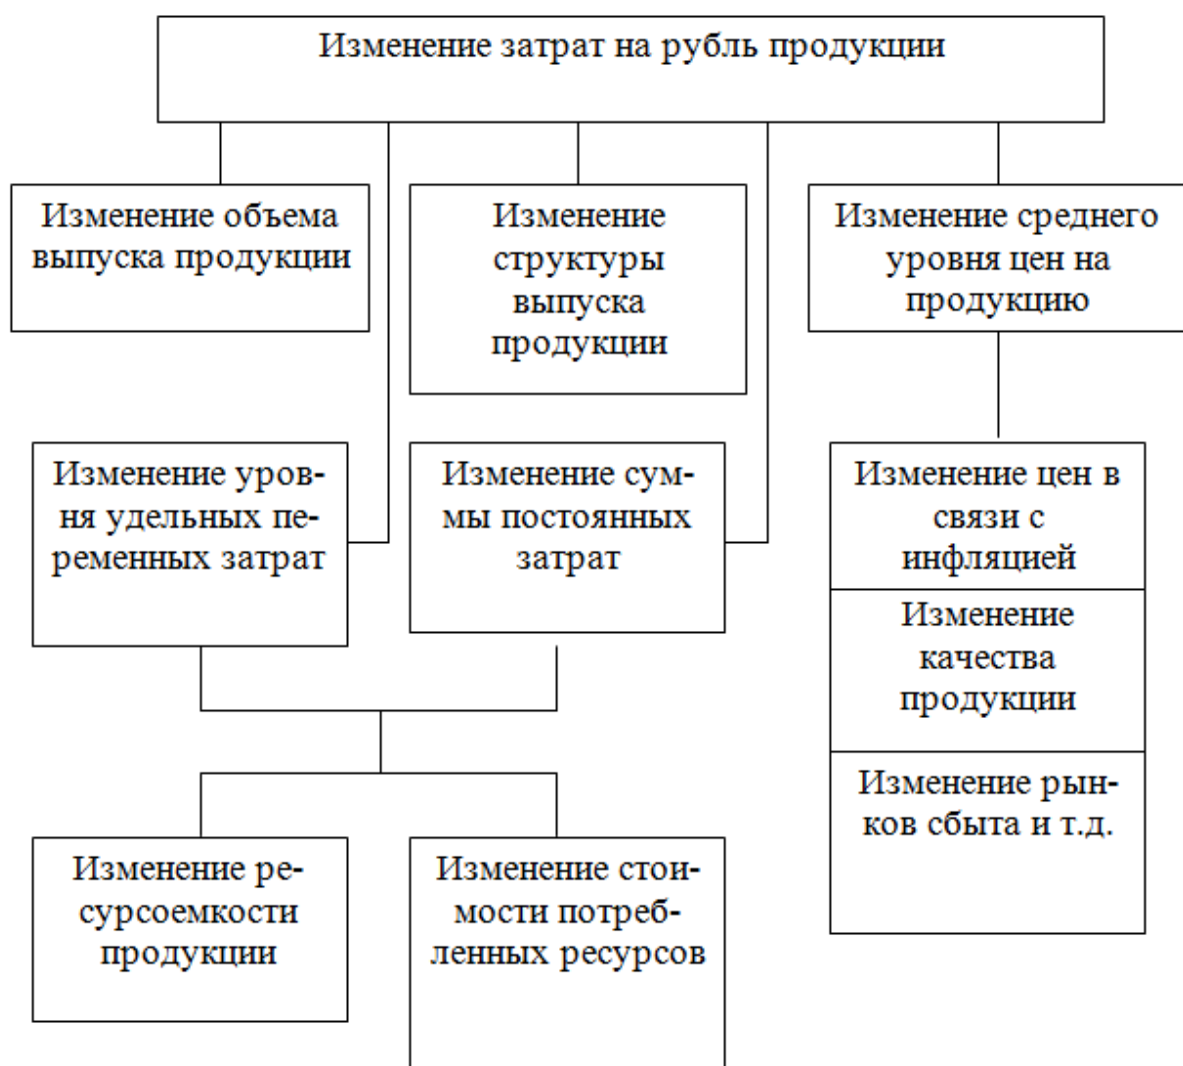 Изменение затрат на рубль продукции
Изменение объема
выпуска продукции
Изменение
структуры
выпуска
продукции
Изменение среднего
уровня цен на
продукцию
Изменение уров-
ня удельных пе-
ременных затрат
Изменение сум-
мы постоянных
затрат
Изменение цен в
связи с
инфляцией
Изменение
качества
продукции
Изменение рын-
ков сбыта и т.д.
Изменение ре-
сурсоемкости
продукции
Изменение стои-
мости потреб-
ленных ресурсов